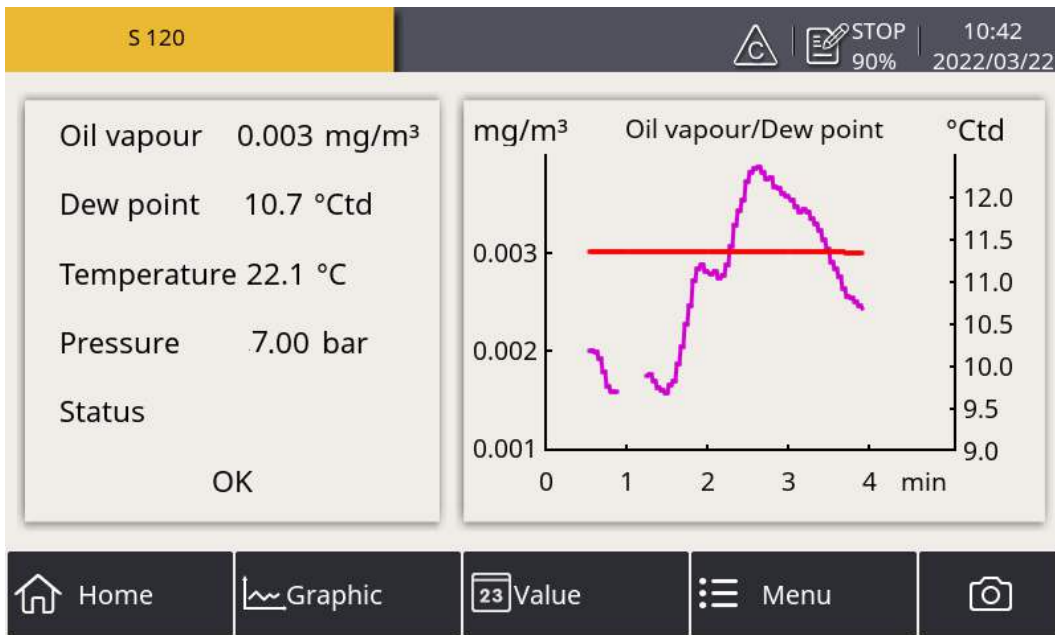 S 120
C
STOP
90%
10:42
2022/03/22
Oil vapour 0.003 mg/m³
Dew point 10.7 °Ctd
Temperature 22.1 °C
Pressure 7.00 bar
Status
OK
mg/m³ Oil vapour/Dew point °Ctd
12.0
0.003 11.5
11.0
10.5
0.002 10.0
9.5
0.001 9.0
0 1 2 3 4 min
Home Graphic 23 Value Menu